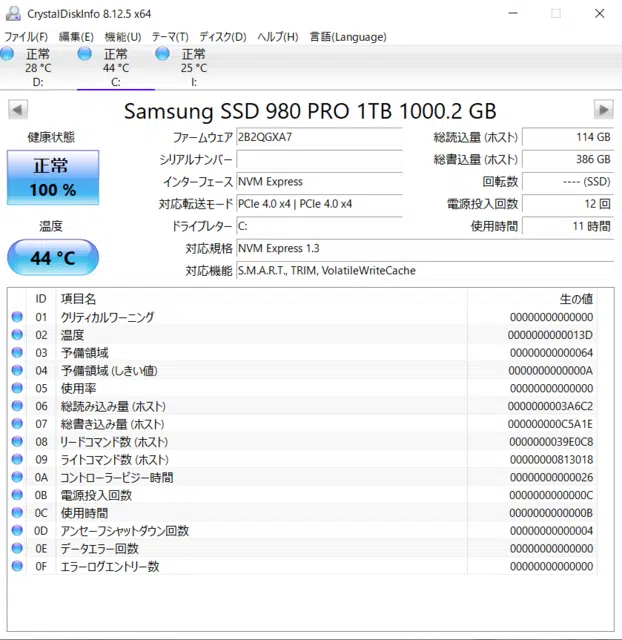 CrystalDiskInfo 8.12.5 x64
ファイル(F) 編集(E) 機能(U) テーマ(T) ディスク(D) ヘルプ(H) 言語(Language)
正常 正常 正常
28 °C 44 °C 25 °C
D: C: I:
Samsung SSD 980 PRO 1TB 1000.2 GB
健康状態
正常
100 %
温度
44 °C
ファームウェア 2B2QGXA7
シリアルナンバー
インターフェース NVM Express
対応転送モード PCIe 4.0 x4 | PCIe 4.0 x4
ドライブレター C:
対応規格 NVM Express 1.3
対応機能 S.M.A.R.T., TRIM, VolatileWriteCache
総読込量 (ホスト) 114 GB
総書込量 (ホスト) 386 GB
回転数 ---- (SSD)
電源投入回数 12 回
使用時間 11 時間
ID 項目名 生の値
01 クリティカルワーニング 00000000000000
02 温度 0000000000013D
03 予備領域 00000000000064
04 予備領域 (しきい値) 0000000000000A
05 使用率 00000000000000
06 総読み込み量 (ホスト) 0000000003A6C2
07 総書き込み量 (ホスト) 000000000C5A1E
08 リードコマンド数 (ホスト) 000000039E0C8
09 ライトコマンド数 (ホスト) 00000000813018
0A コントローラービジー時間 00000000000026
0B 電源投入回数 0000000000000C
0C 使用時間 0000000000000B
0D アンセーフシャットダウン回数 00000000000004
0E データエラー回数 00000000000000
0F エラーログエントリー数 00000000000000